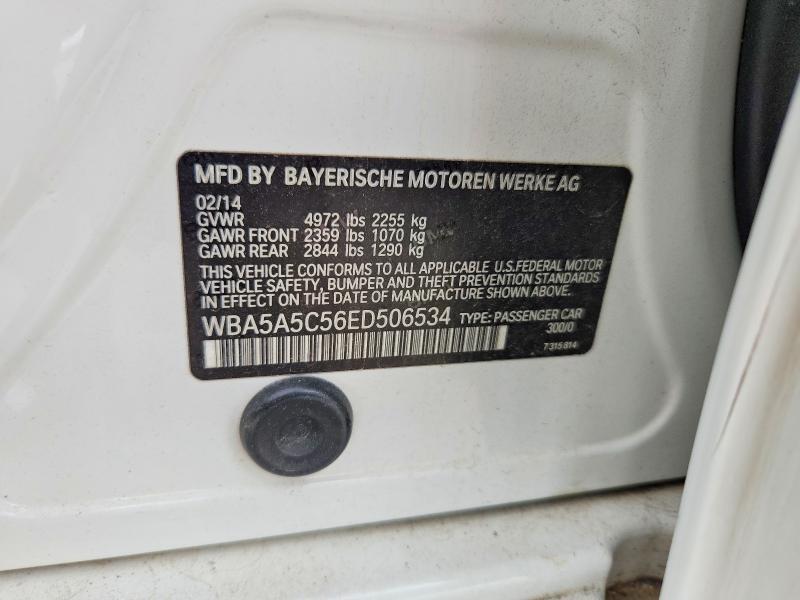 MFD BY BAYERISCHE MOTOREN WERKE AG
02/14
GVWR 4972 lbs 2255 kg
GAWR FRONT 2359 lbs 1070 kg
GAWR REAR 2844 lbs 1290 kg
THIS VEHICLE CONFORMS TO ALL APPLICABLE U.S.FEDERAL MOTOR
VEHICLE SAFETY, BUMPER AND THEFT PREVENTION STANDARDS
IN EFFECT ON THE DATE OF MANUFACTURE SHOWN ABOVE.
WBA5A5C56ED506534 TYPE: PASSENGER CAR
300/0
7315814